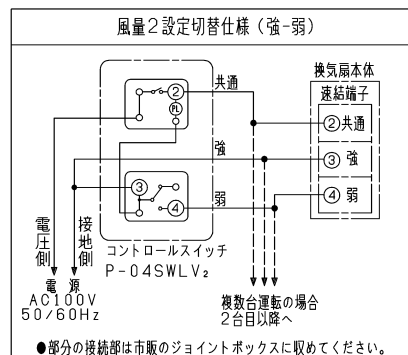 風量2設定切替仕様（強-弱）
換気扇本体
速結端子
共通
②
PL
②共通
強
③
③ 強
弱
④
④ 弱
電圧側
接地側
コントロールスイッチ
P-04SWLV₂
電源
AC100V
50/60Hz
複数台運転の場合
2台目以降へ
●部分の接続部は市販のジョイントボックスに収めてください。